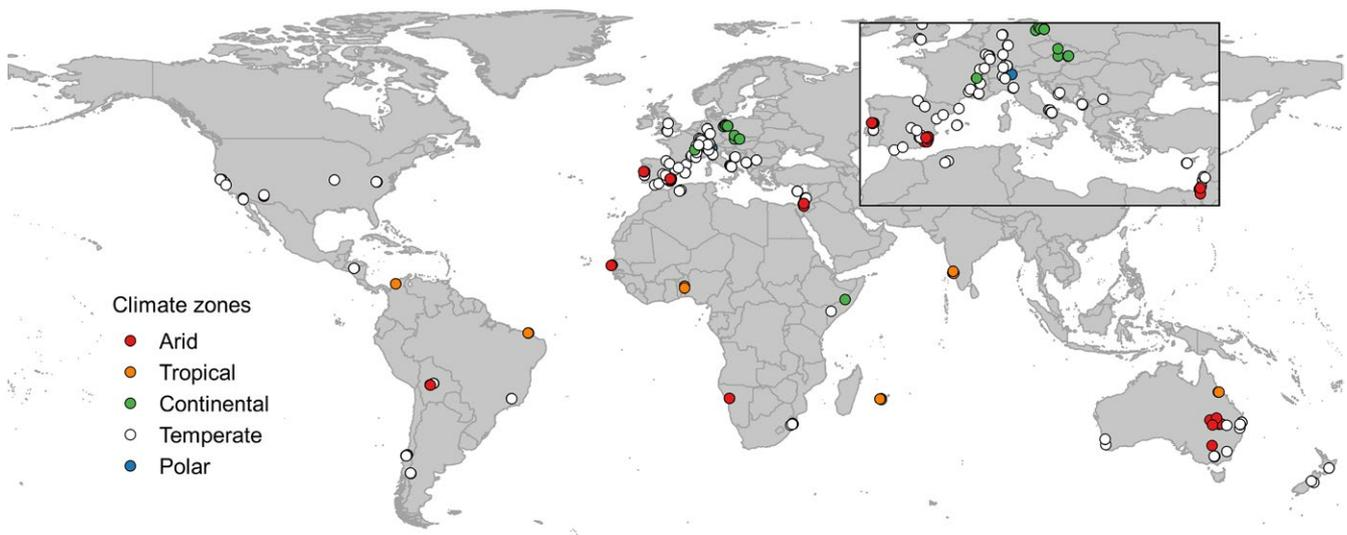 Climate zones
Arid
Tropical
Continental
Temperate
Polar